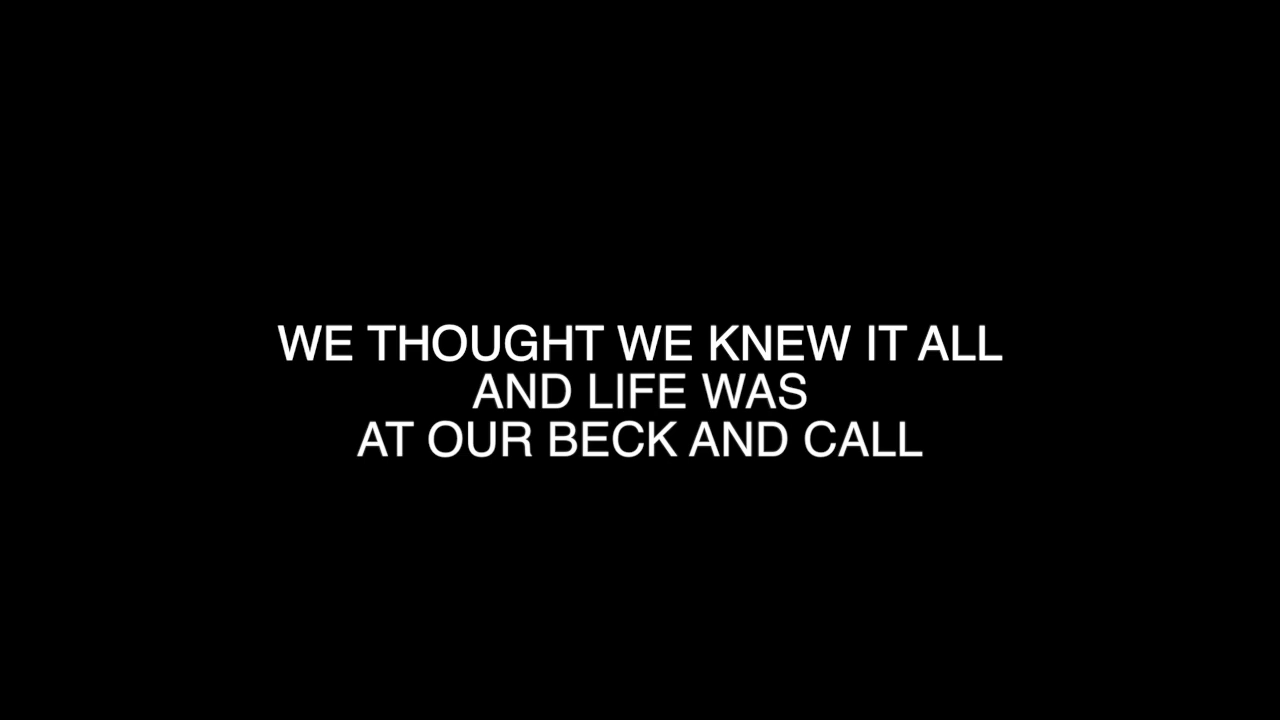 WE THOUGHT WE KNEW IT ALL
AND LIFE WAS
AT OUR BECK AND CALL